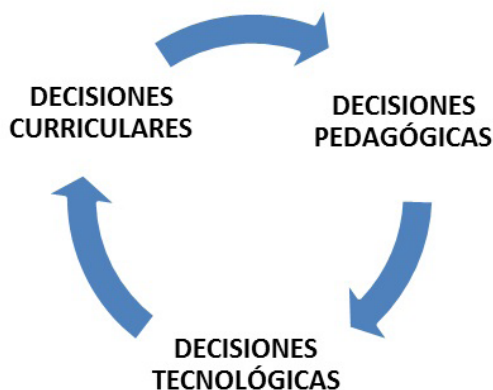 DECISIONES
CURRICULARES
DECISIONES
PEDAGÓGICAS
DECISIONES
TECNOLÓGICAS